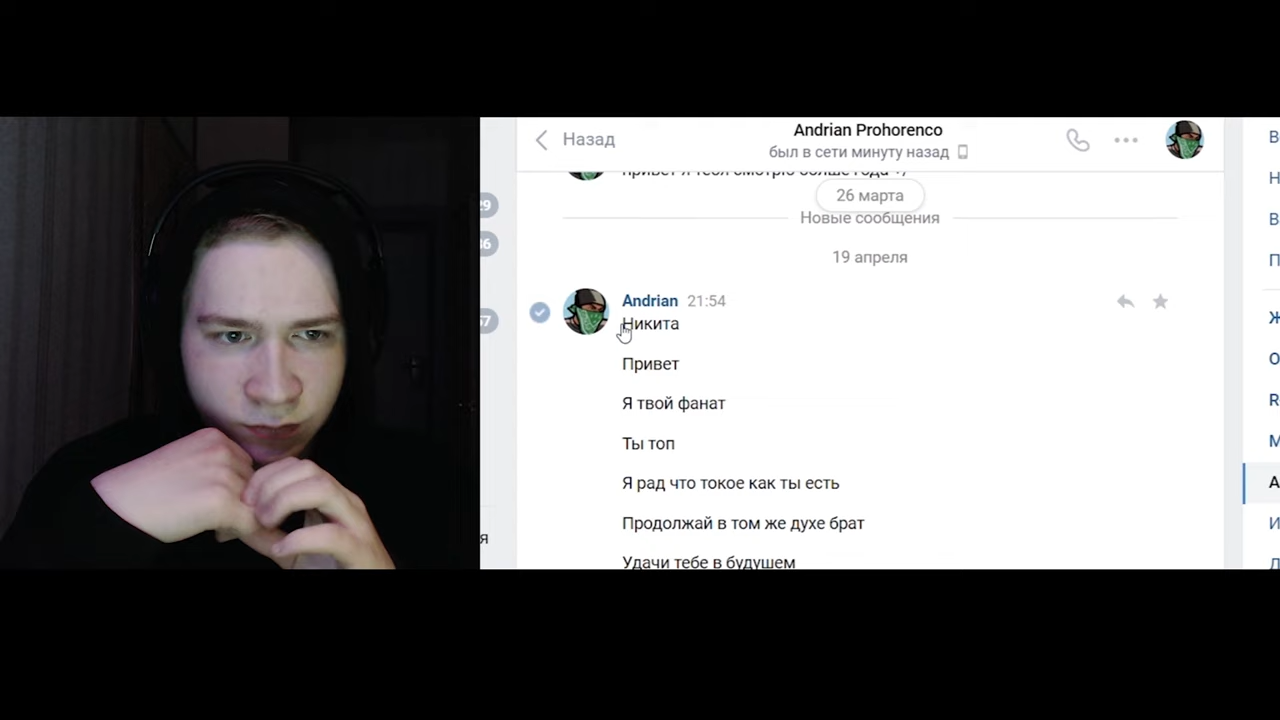 Назад
Andrian Prohorenco
был в сети минуту назад
26 марта
Новые сообщения
19 апреля
Andrian 21:54
Никита
Привет
Я твой фанат
Ты топ
Я рад что токое как ты есть
Продолжай в том же духе брат
Удачи тебе в будушем